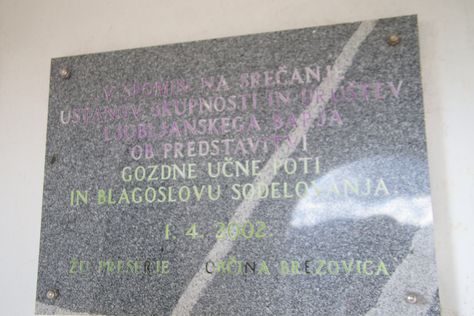 V SPOMIN NA SREČANJE
USTANOV, SKUPNOSTI IN DRUŠTEV
LJUBLJANSKEGA BARJA
OB PREDSTAVITVI
GOZDNE UČNE POTI
IN BLAGOSLOVU SODELOVANJA.
1. 4. 2002
ŽU PRESERJE OBČINA BREZOVICA